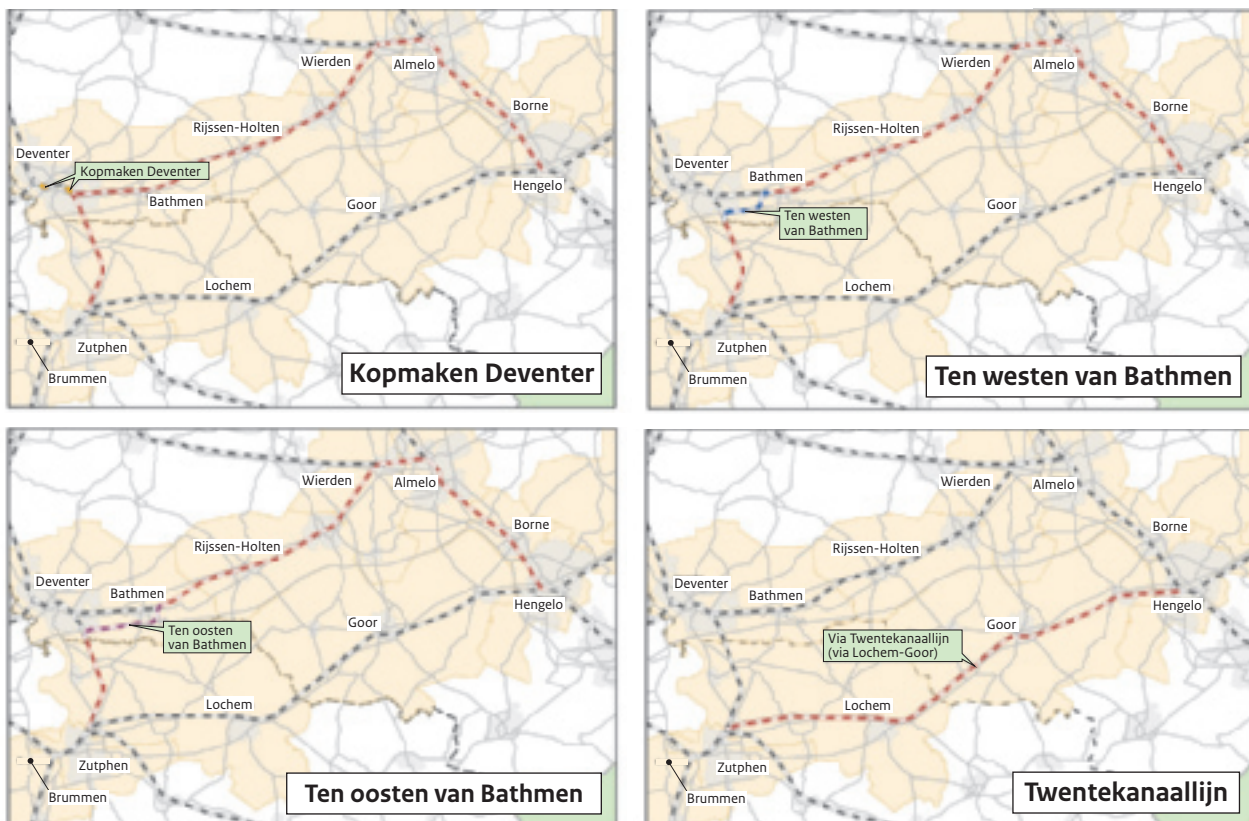 Wierden
Almelo
Borne
Rijssen-Holten
Deventer
Kopmaken Deventer
Bathmen
Hengelo
Goor
Lochem
Zutphen
Brummen
Kopmaken Deventer
Wierden
Almelo
Borne
Rijssen-Holten
Deventer
Bathmen
Hengelo
Goor
Ten westen
van Bathmen
Lochem
Zutphen
Brummen
Ten westen van Bathmen
Wierden
Almelo
Borne
Rijssen-Holten
Deventer
Bathmen
Hengelo
Goor
Ten oosten
van Bathmen
Lochem
Zutphen
Brummen
Ten oosten van Bathmen
Wierden
Almelo
Borne
Rijssen-Holten
Deventer
Bathmen
Hengelo
Goor
Via Twentekanaallijn
(via Lochem-Goor)
Lochem
Zutphen
Brummen
Twentekanaallijn